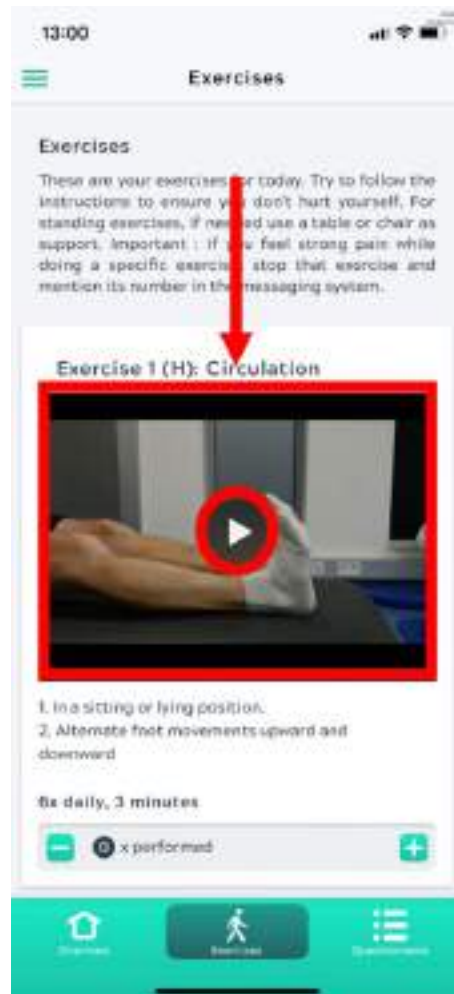 13:00
Exercises
Exercises
These are your exercises for today. Try to follow the
instructions to ensure you don't hurt yourself. For
standing exercises, if needed use a table or chair as
support. Important : If you feel strong pain while
doing a specific exercise, stop that exercise and
mention its number in the messaging system.
Exercise 1 (H): Circulation
1. In a sitting or lying position.
2. Alternate foot movements upward and
downward
6x daily, 3 minutes
0 x performed
Exercises